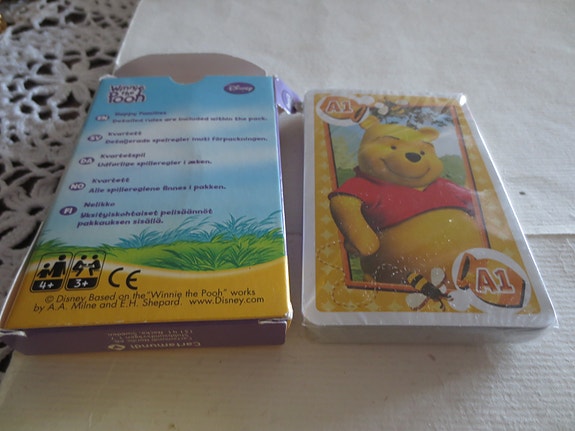 Winnie
the
Pooh
Disney
EN
Happy Families
Detailed rules are included within the pack.
SV
Kvartett
Detaljerade spelregler inuti förpackningen.
DA
Kvartetspil
Udførlige spilleregler i æsken.
NO
Kvartett
Alle spillereglene finnes i pakken.
FI
Nelikko
Yksityiskohtaiset pelisäännöt
pakkauksen sisällä.
4+
3+
CE
© Disney Based on the "Winnie the Pooh" works
by A.A. Milne and E.H. Shepard. www.Disney.com
Cartamundi
A1
A1